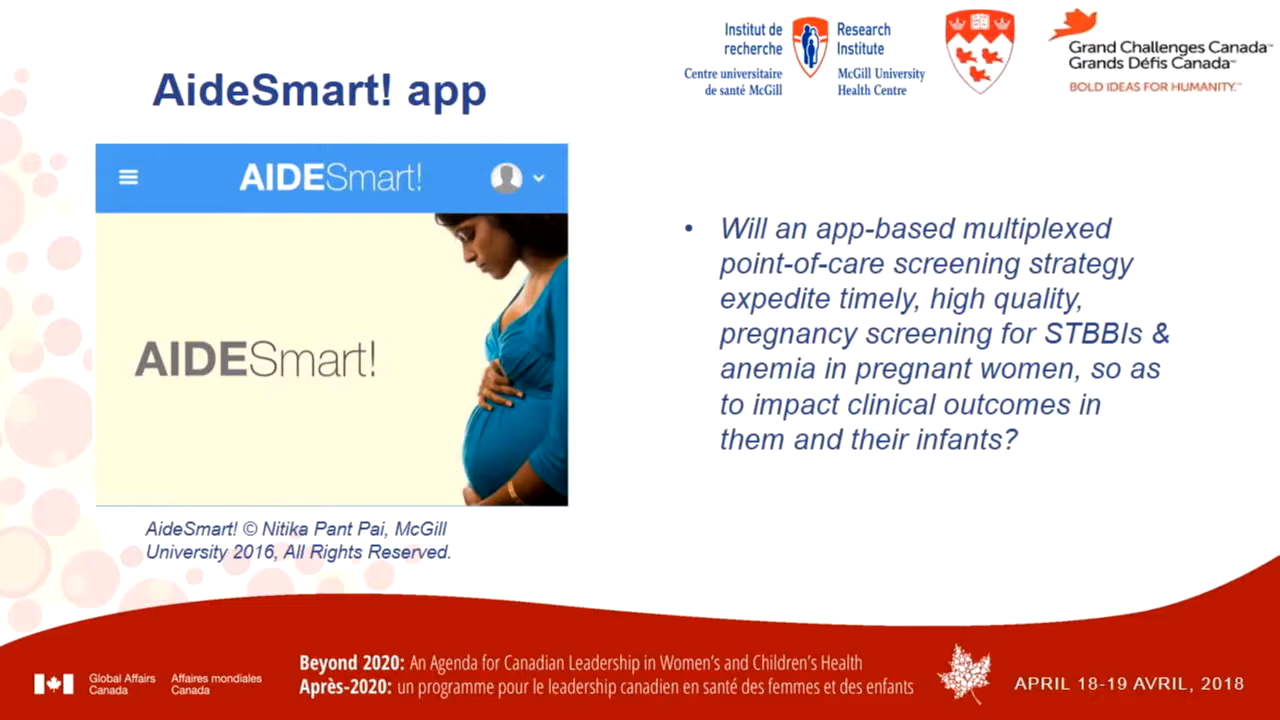 Institut de
recherche
Centre universitaire
de santé McGill
Research
Institute
McGill University
Health Centre
Grand Challenges Canada™
Grands Défis Canada™
BOLD IDEAS FOR HUMANITY.™
AideSmart! app
AIDESmart!
AIDESmart!
AideSmart! © Nitika Pant Pai, McGill
University 2016, All Rights Reserved.
• Will an app-based multiplexed
point-of-care screening strategy
expedite timely, high quality,
pregnancy screening for STBBIs &
anemia in pregnant women, so as
to impact clinical outcomes in
them and their infants?
Global Affairs
Canada
Affaires mondiales
Canada
Beyond 2020: An Agenda for Canadian Leadership in Women's and Children's Health
Après-2020: un programme pour le leadership canadien en santé des femmes et des enfants
APRIL 18-19 AVRIL, 2018